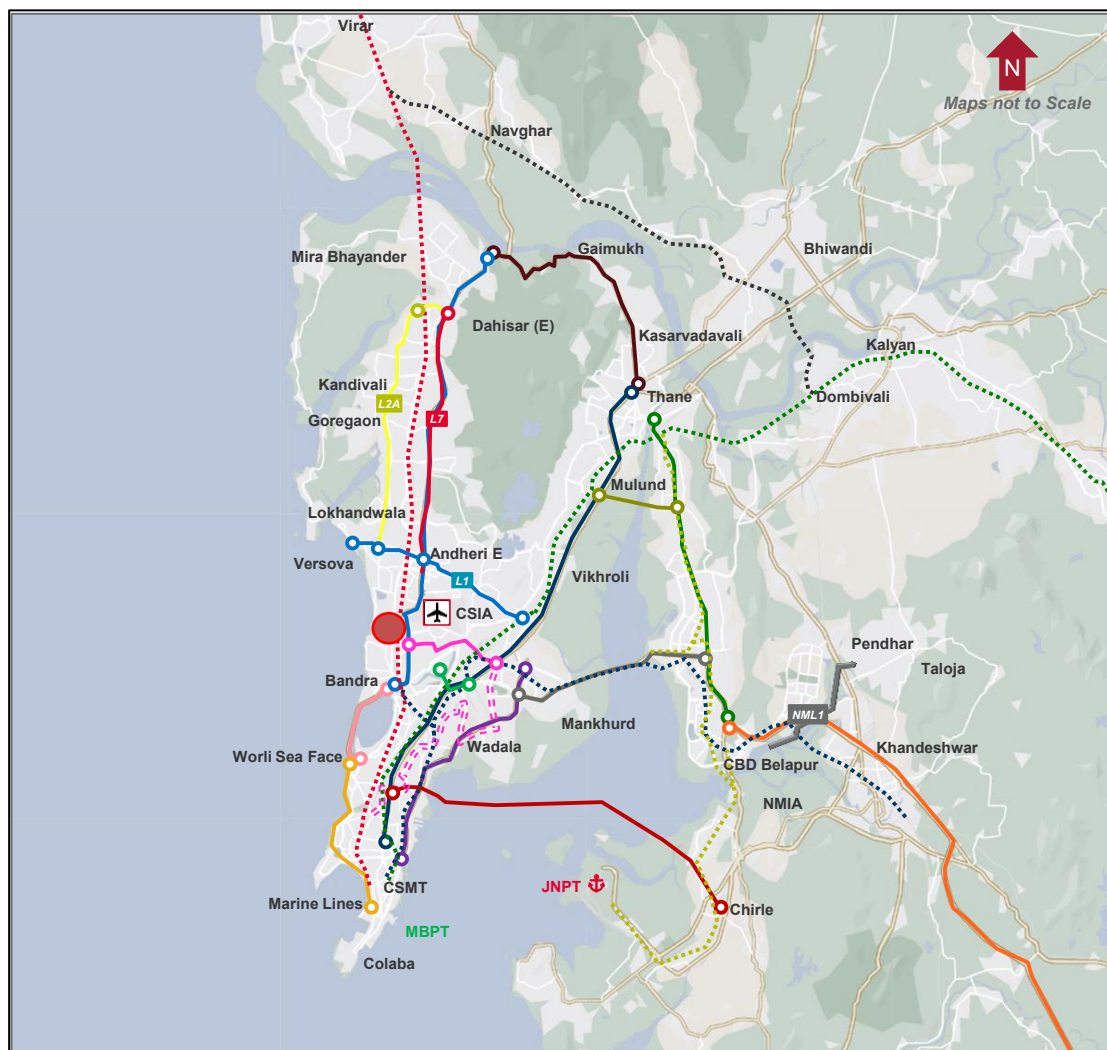 Virar
N
Maps not to Scale
Navghar
Gaimukh
Bhiwandi
Mira Bhayander
Dahisar (E)
Kasarvadavali
Kalyan
Kandivali
Thane
Dombivali
L2A
L7
Goregaon
Mulund
Lokhandwala
Andheri E
Versova
L1
Vikhroli
CSIA
Pendhar
Taloja
Bandra
Mankhurd
NML1
Wadala
Khandeshwar
Worli Sea Face
CBD Belapur
NMIA
CSMT
JNPT
Marine Lines
Chirle
MBPT
Colaba